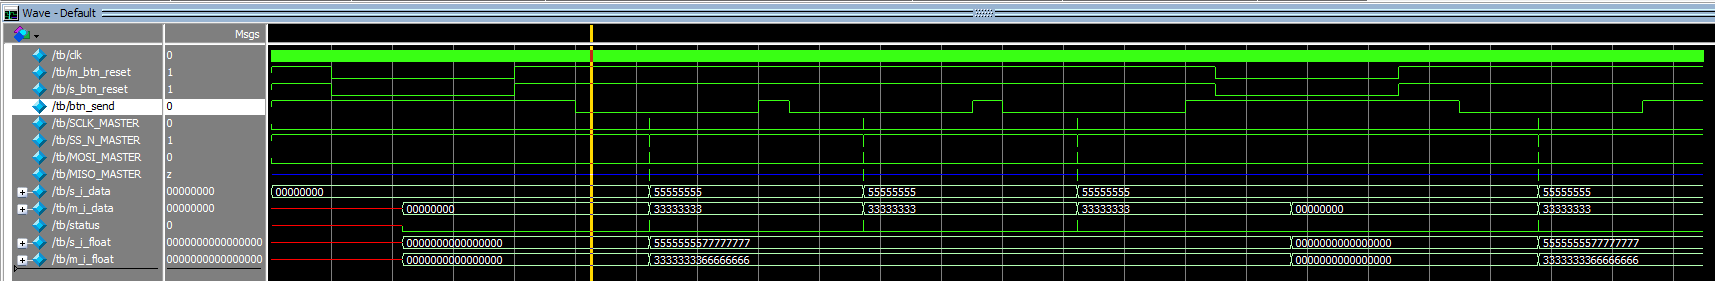 Wave - Default
Msgs
/tb/clk 0
/tb/m_btn_reset 1
/tb/s_btn_reset 1
/tb/btn_send 0
/tb/SCLK_MASTER 0
/tb/SS_N_MASTER 1
/tb/MOSI_MASTER 0
/tb/MISO_MASTER z
/tb/s_i_data 00000000 00000000 55555555 55555555 55555555 55555555
/tb/m_i_data 00000000 00000000 33333333 33333333 33333333 00000000 33333333
/tb/status 0
/tb/s_i_float 0000000000000000 0000000000000000 5555555577777777 0000000000000000 5555555577777777
/tb/m_i_float 0000000000000000 0000000000000000 3333333366666666 0000000000000000 3333333366666666